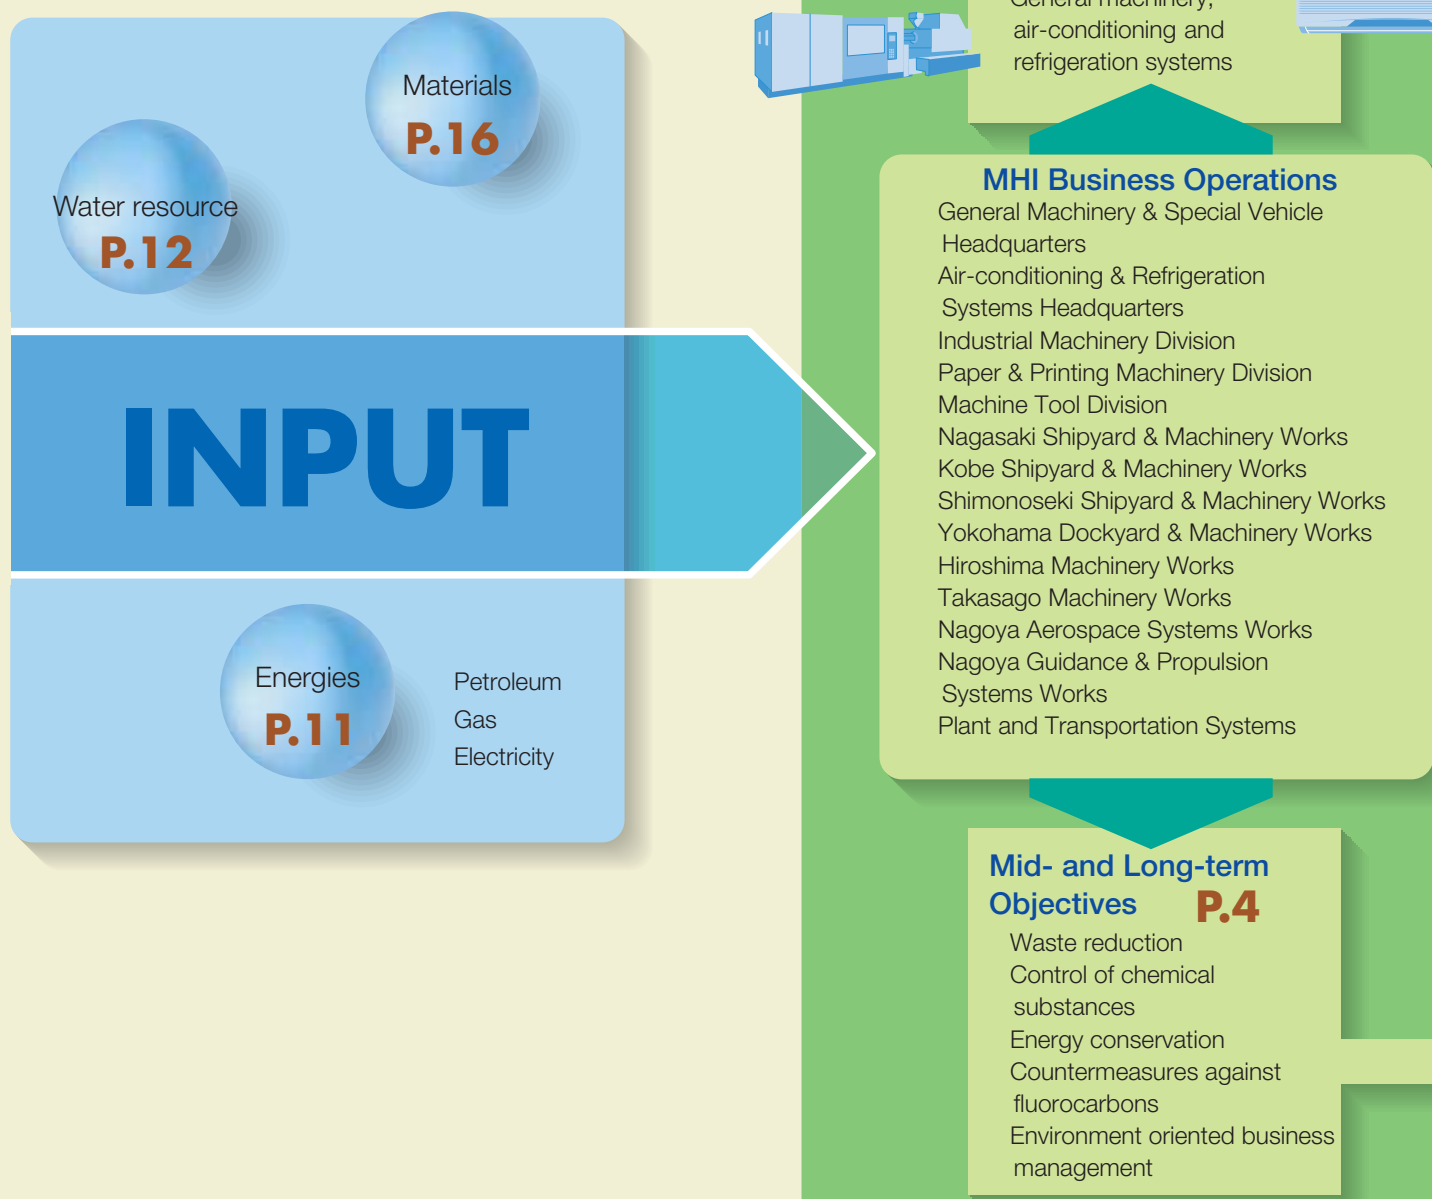 Materials
P.16
Water resource
P.12
INPUT
Energies
P.11
Petroleum
Gas
Electricity
General machinery,
air-conditioning and
refrigeration systems
MHI Business Operations
General Machinery & Special Vehicle
Headquarters
Air-conditioning & Refrigeration
Systems Headquarters
Industrial Machinery Division
Paper & Printing Machinery Division
Machine Tool Division
Nagasaki Shipyard & Machinery Works
Kobe Shipyard & Machinery Works
Shimonoseki Shipyard & Machinery Works
Yokohama Dockyard & Machinery Works
Hiroshima Machinery Works
Takasago Machinery Works
Nagoya Aerospace Systems Works
Nagoya Guidance & Propulsion
Systems Works
Plant and Transportation Systems
Mid- and Long-term
Objectives P.4
Waste reduction
Control of chemical
substances
Energy conservation
Countermeasures against
fluorocarbons
Environment oriented business
management